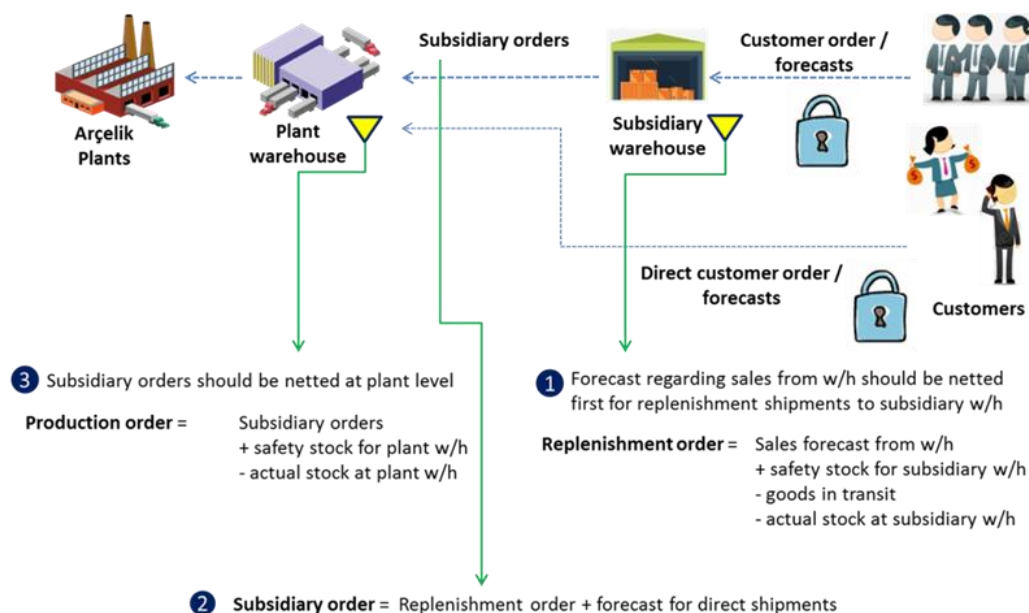 Subsidiary orders
Customer order /
forecasts
Arçelik
Plants
Plant
warehouse
Subsidiary
warehouse
$
$
Direct customer order /
forecasts
Customers
3 Subsidiary orders should be netted at plant level
Production order = Subsidiary orders
+ safety stock for plant w/h
- actual stock at plant w/h
1 Forecast regarding sales from w/h should be netted
first for replenishment shipments to subsidiary w/h
Replenishment order = Sales forecast from w/h
+ safety stock for subsidiary w/h
- goods in transit
- actual stock at subsidiary w/h
2 Subsidiary order = Replenishment order + forecast for direct shipments